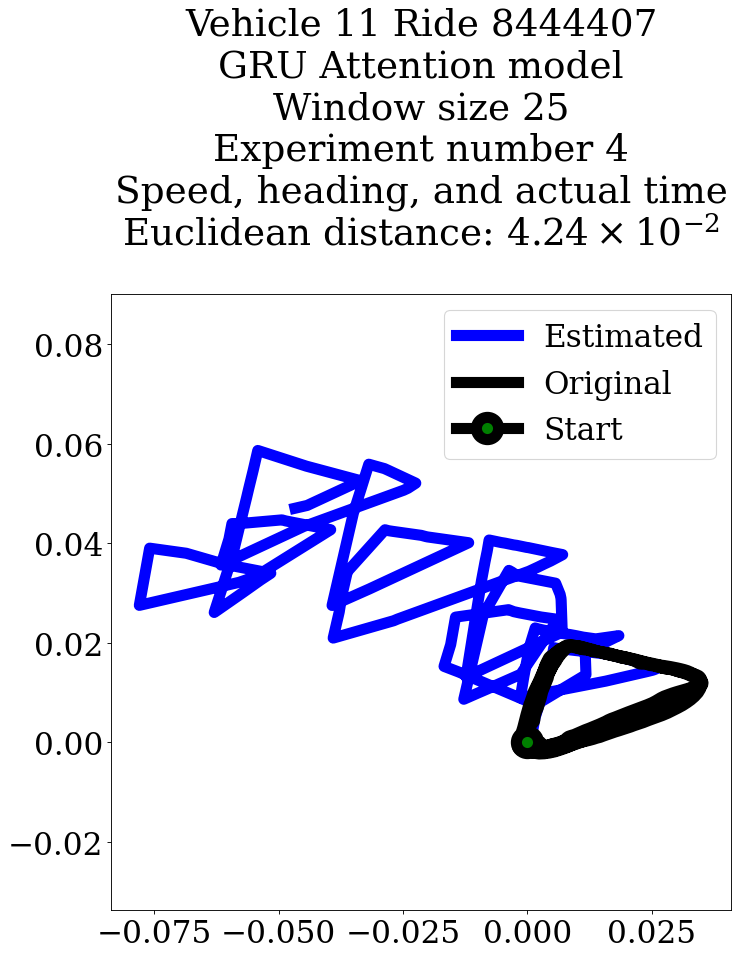 Vehicle 11 Ride 8444407
GRU Attention model
Window size 25
Experiment number 4
Speed, heading, and actual time
Euclidean distance: 4.24 × 10⁻²
Estimated
Original
Start
0.08
0.06
0.04
0.02
0.00
−0.02
−0.075 −0.050 −0.025 0.000 0.025